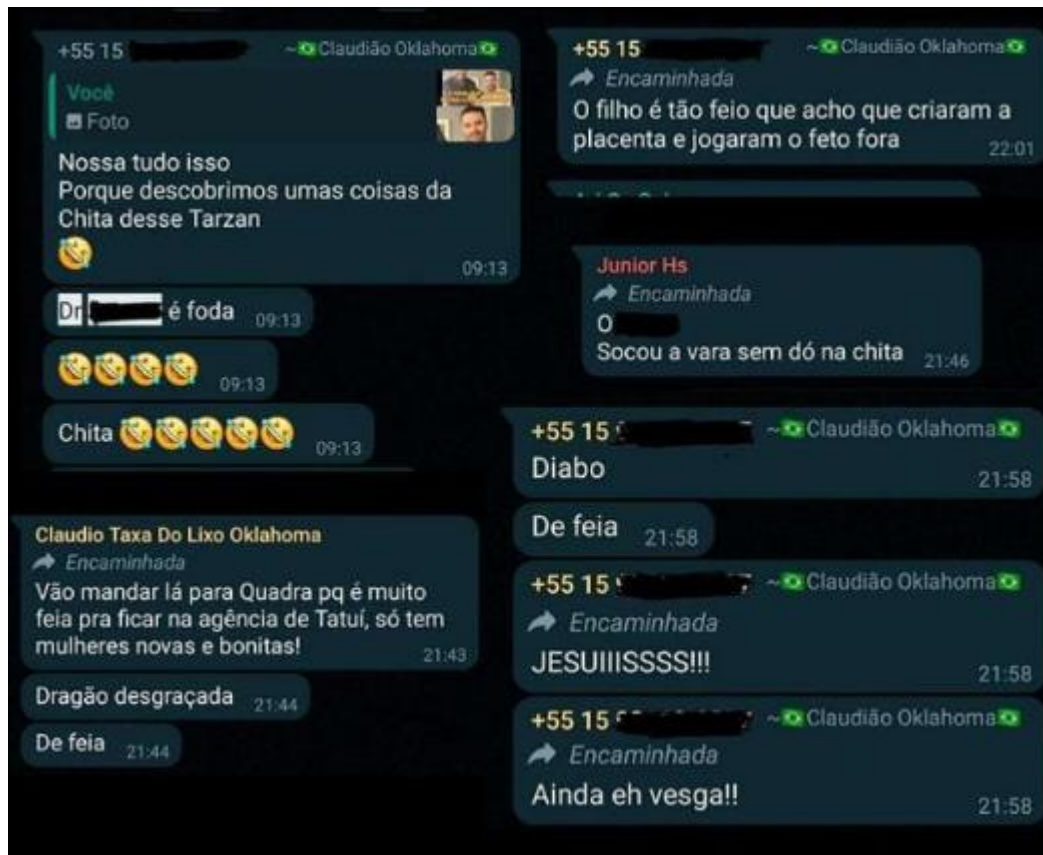 +55 15 ~🇧🇷Claudião Oklahoma🇧🇷
Você
Foto
Nossa tudo isso
Porque descobrimos umas coisas da
Chita desse Tarzan
🤣
09:13
Dr é foda 09:13
🤣🤣🤣🤣 09:13
Chita 🤣🤣🤣🤣🤣 09:13
Claudio Taxa Do Lixo Oklahoma
Encaminhada
Vão mandar lá para Quadra pq é muito
feia pra ficar na agência de Tatuí, só tem
mulheres novas e bonitas!
21:43
Dragão desgraçada 21:44
De feia 21:44
+55 15 ~🇧🇷Claudião Oklahoma🇧🇷
Encaminhada
O filho é tão feio que acho que criaram a
placenta e jogaram o feto fora
22:01
Junior Hs
Encaminhada
O
Socou a vara sem dó na chita 21:46
+55 15 ~🇧🇷Claudião Oklahoma🇧🇷
Diabo
21:58
De feia 21:58
+55 15 ~🇧🇷Claudião Oklahoma🇧🇷
Encaminhada
JESUIIISSSS!!!
21:58
+55 15 ~🇧🇷Claudião Oklahoma🇧🇷
Encaminhada
Ainda eh vesga!!
21:58